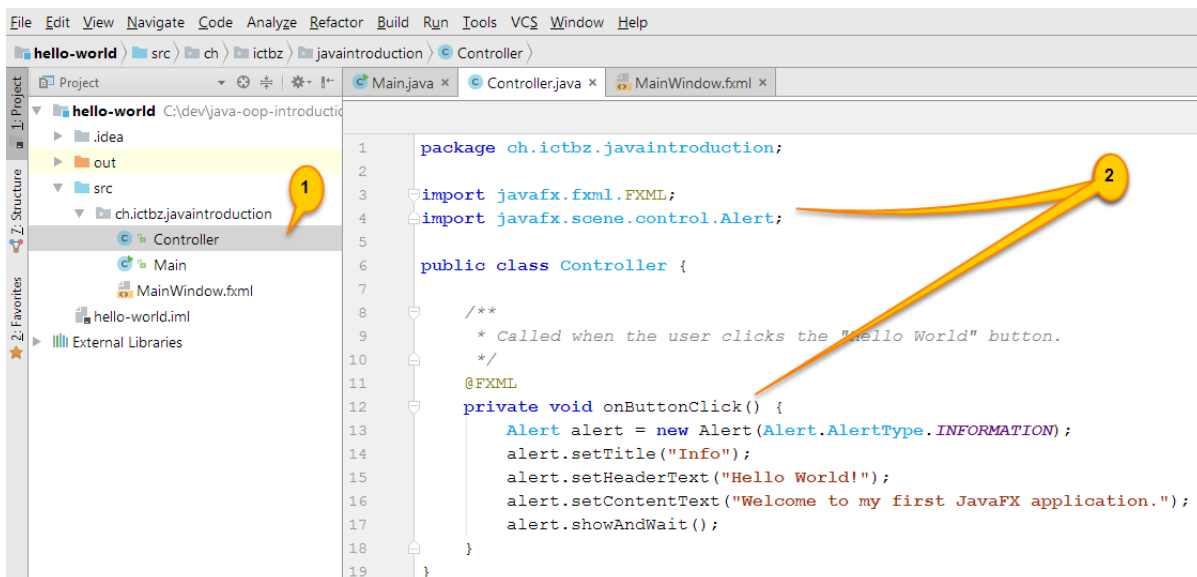 File Edit View Navigate Code Analyze Refactor Build Run Tools VCS Window Help
hello-world src ch ictbz javaintroduction Controller
1: Project
Z: Structure
2: Favorites
Project
hello-world C:\dev\java-oop-introductic
.idea
out
src
ch.ictbz.javaintroduction
Controller
Main
MainWindow.fxml
hello-world.iml
External Libraries
1
Main.java × Controller.java × MainWindow.fxml ×
1 package ch.ictbz.javaintroduction;
2
3 import javafx.fxml.FXML;
4 import javafx.scene.control.Alert;
5
6 public class Controller {
7
8 /**
9 * Called when the user clicks the "Hello World" button.
10 */
11 @FXML
12 private void onButtonClick() {
13 Alert alert = new Alert(Alert.AlertType.INFORMATION);
14 alert.setTitle("Info");
15 alert.setHeaderText("Hello World!");
16 alert.setContentText("Welcome to my first JavaFX application.");
17 alert.showAndWait();
18 }
19 }
2